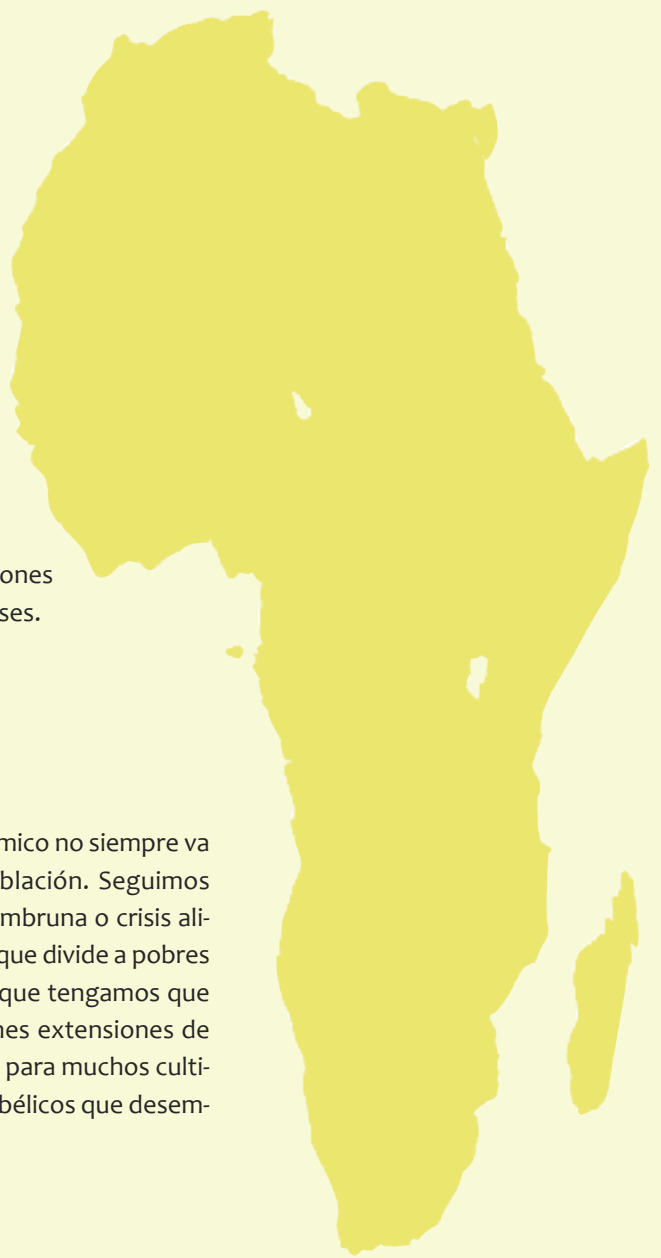 ones
ses.
mico no siempre va
blación. Seguimos
mbruna o crisis ali-
que divide a pobres
que tengamos que
nes extensiones de
para muchos culti-
bélicos que desem-